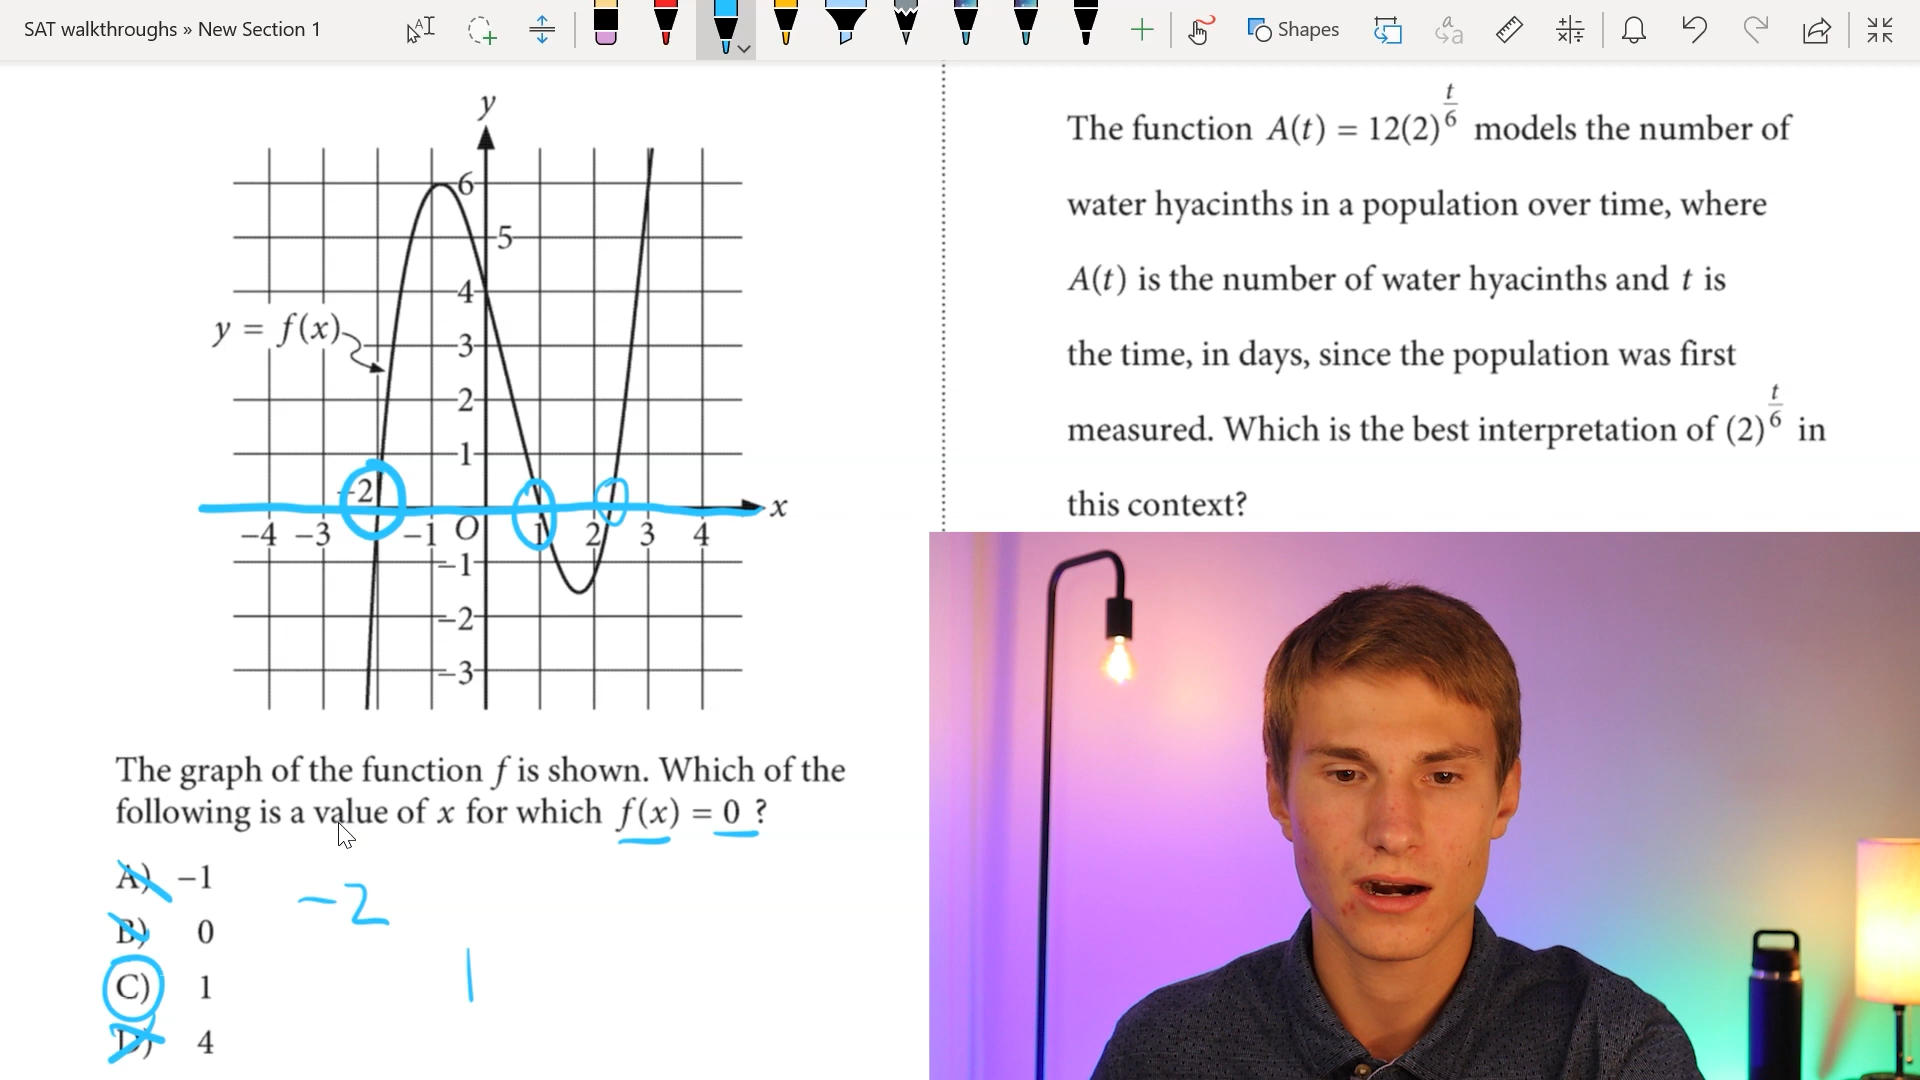 SAT walkthroughs » New Section 1
Shapes
y
6
5
4
y = f(x)
3
2
1
-2
x
-4 -3 -1 O 1 2 3 4
-1
-2
-3
The graph of the function f is shown. Which of the
following is a value of x for which f(x) = 0 ?
A) -1
B) 0
C) 1
D) 4
-2
1
The function A(t) = 12(2)^(t/6) models the number of
water hyacinths in a population over time, where
A(t) is the number of water hyacinths and t is
the time, in days, since the population was first
measured. Which is the best interpretation of (2)^(t/6) in
this context?